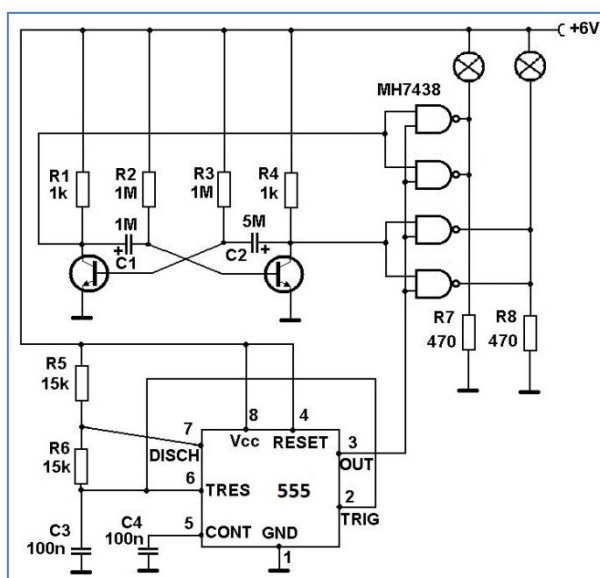 +6V
MH7438
R1
1k
R2
1M
R3
1M
R4
1k
1M
+
C1
5M
+
C2
R7
470
R8
470
R5
15k
R6
15k
7
DISCH
8
Vcc
4
RESET
3
OUT
6
TRES
555
2
TRIG
5
CONT
GND
1
C3
100n
C4
100n